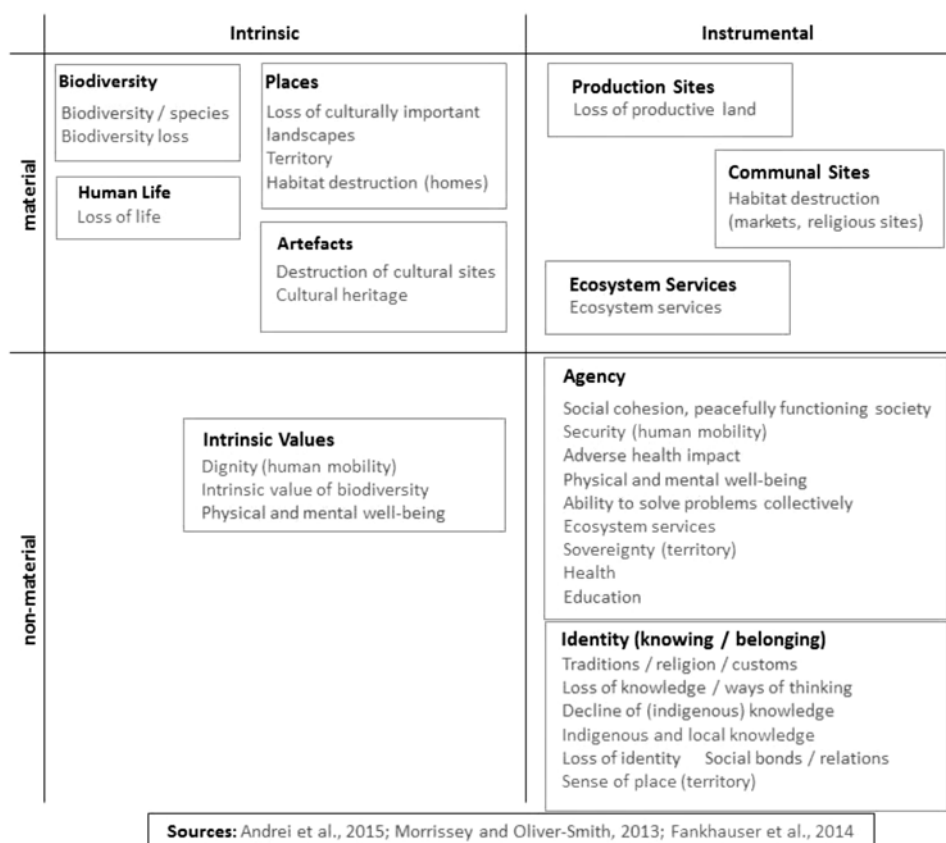 Intrinsic
Instrumental
material
Biodiversity
Biodiversity / species
Biodiversity loss
Human Life
Loss of life
Places
Loss of culturally important
landscapes
Territory
Habitat destruction (homes)
Artefacts
Destruction of cultural sites
Cultural heritage
Production Sites
Loss of productive land
Communal Sites
Habitat destruction
(markets, religious sites)
Ecosystem Services
Ecosystem services
non-material
Intrinsic Values
Dignity (human mobility)
Intrinsic value of biodiversity
Physical and mental well-being
Agency
Social cohesion, peacefully functioning society
Security (human mobility)
Adverse health impact
Physical and mental well-being
Ability to solve problems collectively
Ecosystem services
Sovereignty (territory)
Health
Education
Identity (knowing / belonging)
Traditions / religion / customs
Loss of knowledge / ways of thinking
Decline of (indigenous) knowledge
Indigenous and local knowledge
Loss of identity Social bonds / relations
Sense of place (territory)
Sources: Andrei et al., 2015; Morrissey and Oliver-Smith, 2013; Fankhauser et al., 2014